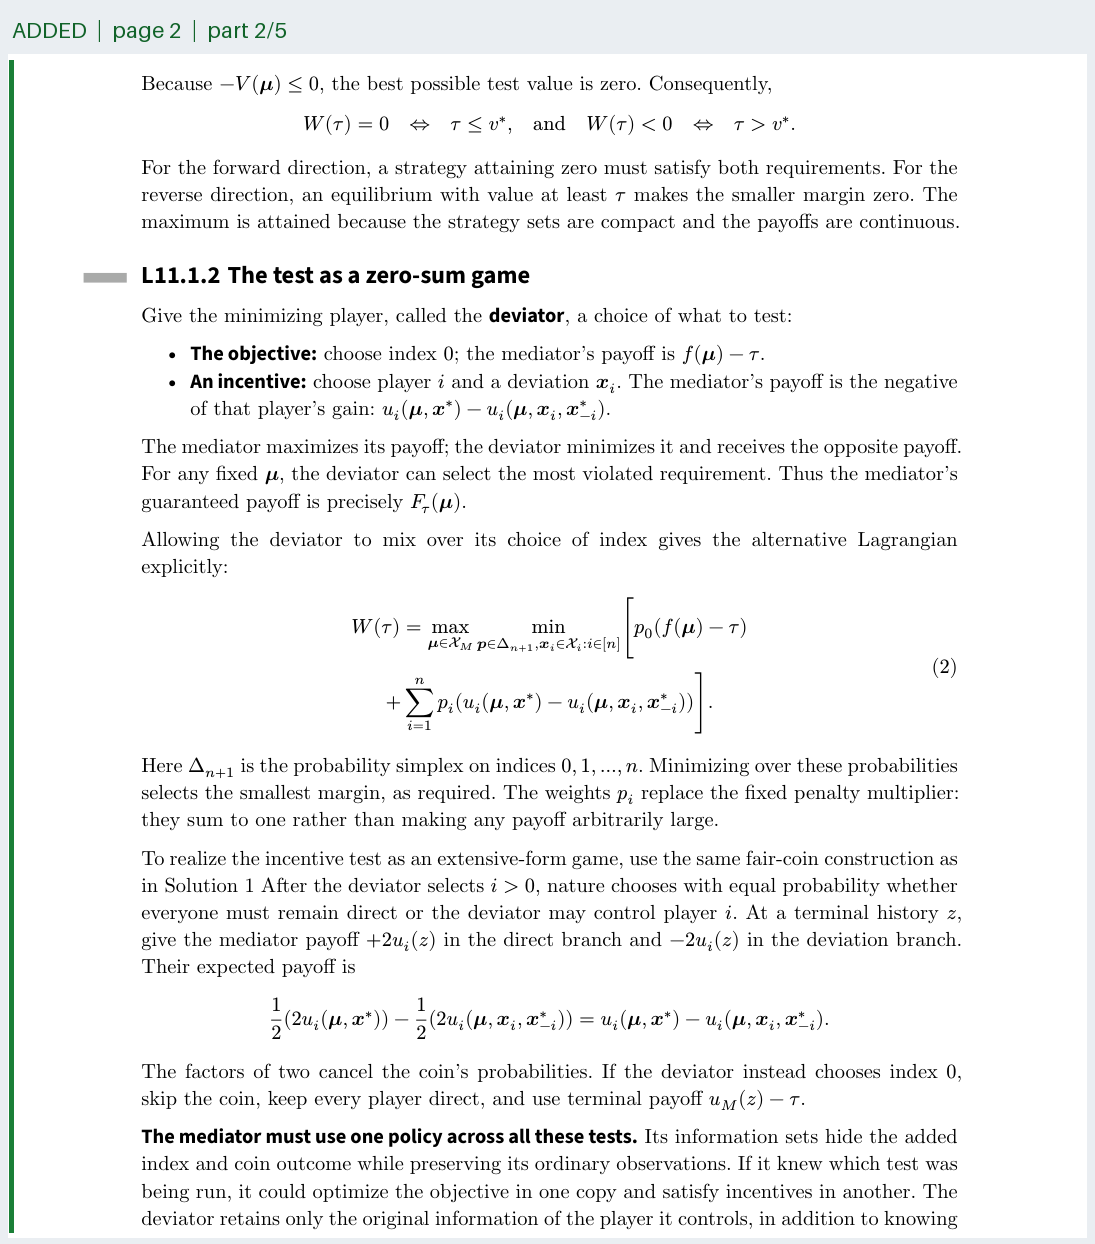 ADDED | page 2 | part 2/5
Because −V(μ) ≤ 0, the best possible test value is zero. Consequently,
W(τ) = 0 ⇔ τ ≤ v*, and W(τ) < 0 ⇔ τ > v*.
For the forward direction, a strategy attaining zero must satisfy both requirements. For the
reverse direction, an equilibrium with value at least τ makes the smaller margin zero. The
maximum is attained because the strategy sets are compact and the payoffs are continuous.
L11.1.2 The test as a zero-sum game
Give the minimizing player, called the deviator, a choice of what to test:
• The objective: choose index 0; the mediator's payoff is f(μ) − τ.
• An incentive: choose player i and a deviation x_i. The mediator's payoff is the negative
of that player's gain: u_i(μ, x*) − u_i(μ, x_i, x*_{−i}).
The mediator maximizes its payoff; the deviator minimizes it and receives the opposite payoff.
For any fixed μ, the deviator can select the most violated requirement. Thus the mediator's
guaranteed payoff is precisely F_τ(μ).
Allowing the deviator to mix over its choice of index gives the alternative Lagrangian
explicitly:
W(τ) = max_{μ∈𝒳_M} min_{p∈Δ_{n+1}, x_i∈𝒳_i:i∈[n]} [p_0(f(μ) − τ)
+ ∑_{i=1}^{n} p_i(u_i(μ, x*) − u_i(μ, x_i, x*_{−i}))].
(2)
Here Δ_{n+1} is the probability simplex on indices 0, 1, ..., n. Minimizing over these probabilities
selects the smallest margin, as required. The weights p_i replace the fixed penalty multiplier:
they sum to one rather than making any payoff arbitrarily large.
To realize the incentive test as an extensive-form game, use the same fair-coin construction as
in Solution 1 After the deviator selects i > 0, nature chooses with equal probability whether
everyone must remain direct or the deviator may control player i. At a terminal history z,
give the mediator payoff +2u_i(z) in the direct branch and −2u_i(z) in the deviation branch.
Their expected payoff is
1/2(2u_i(μ, x*)) − 1/2(2u_i(μ, x_i, x*_{−i})) = u_i(μ, x*) − u_i(μ, x_i, x*_{−i}).
The factors of two cancel the coin's probabilities. If the deviator instead chooses index 0,
skip the coin, keep every player direct, and use terminal payoff u_M(z) − τ.
The mediator must use one policy across all these tests. Its information sets hide the added
index and coin outcome while preserving its ordinary observations. If it knew which test was
being run, it could optimize the objective in one copy and satisfy incentives in another. The
deviator retains only the original information of the player it controls, in addition to knowing